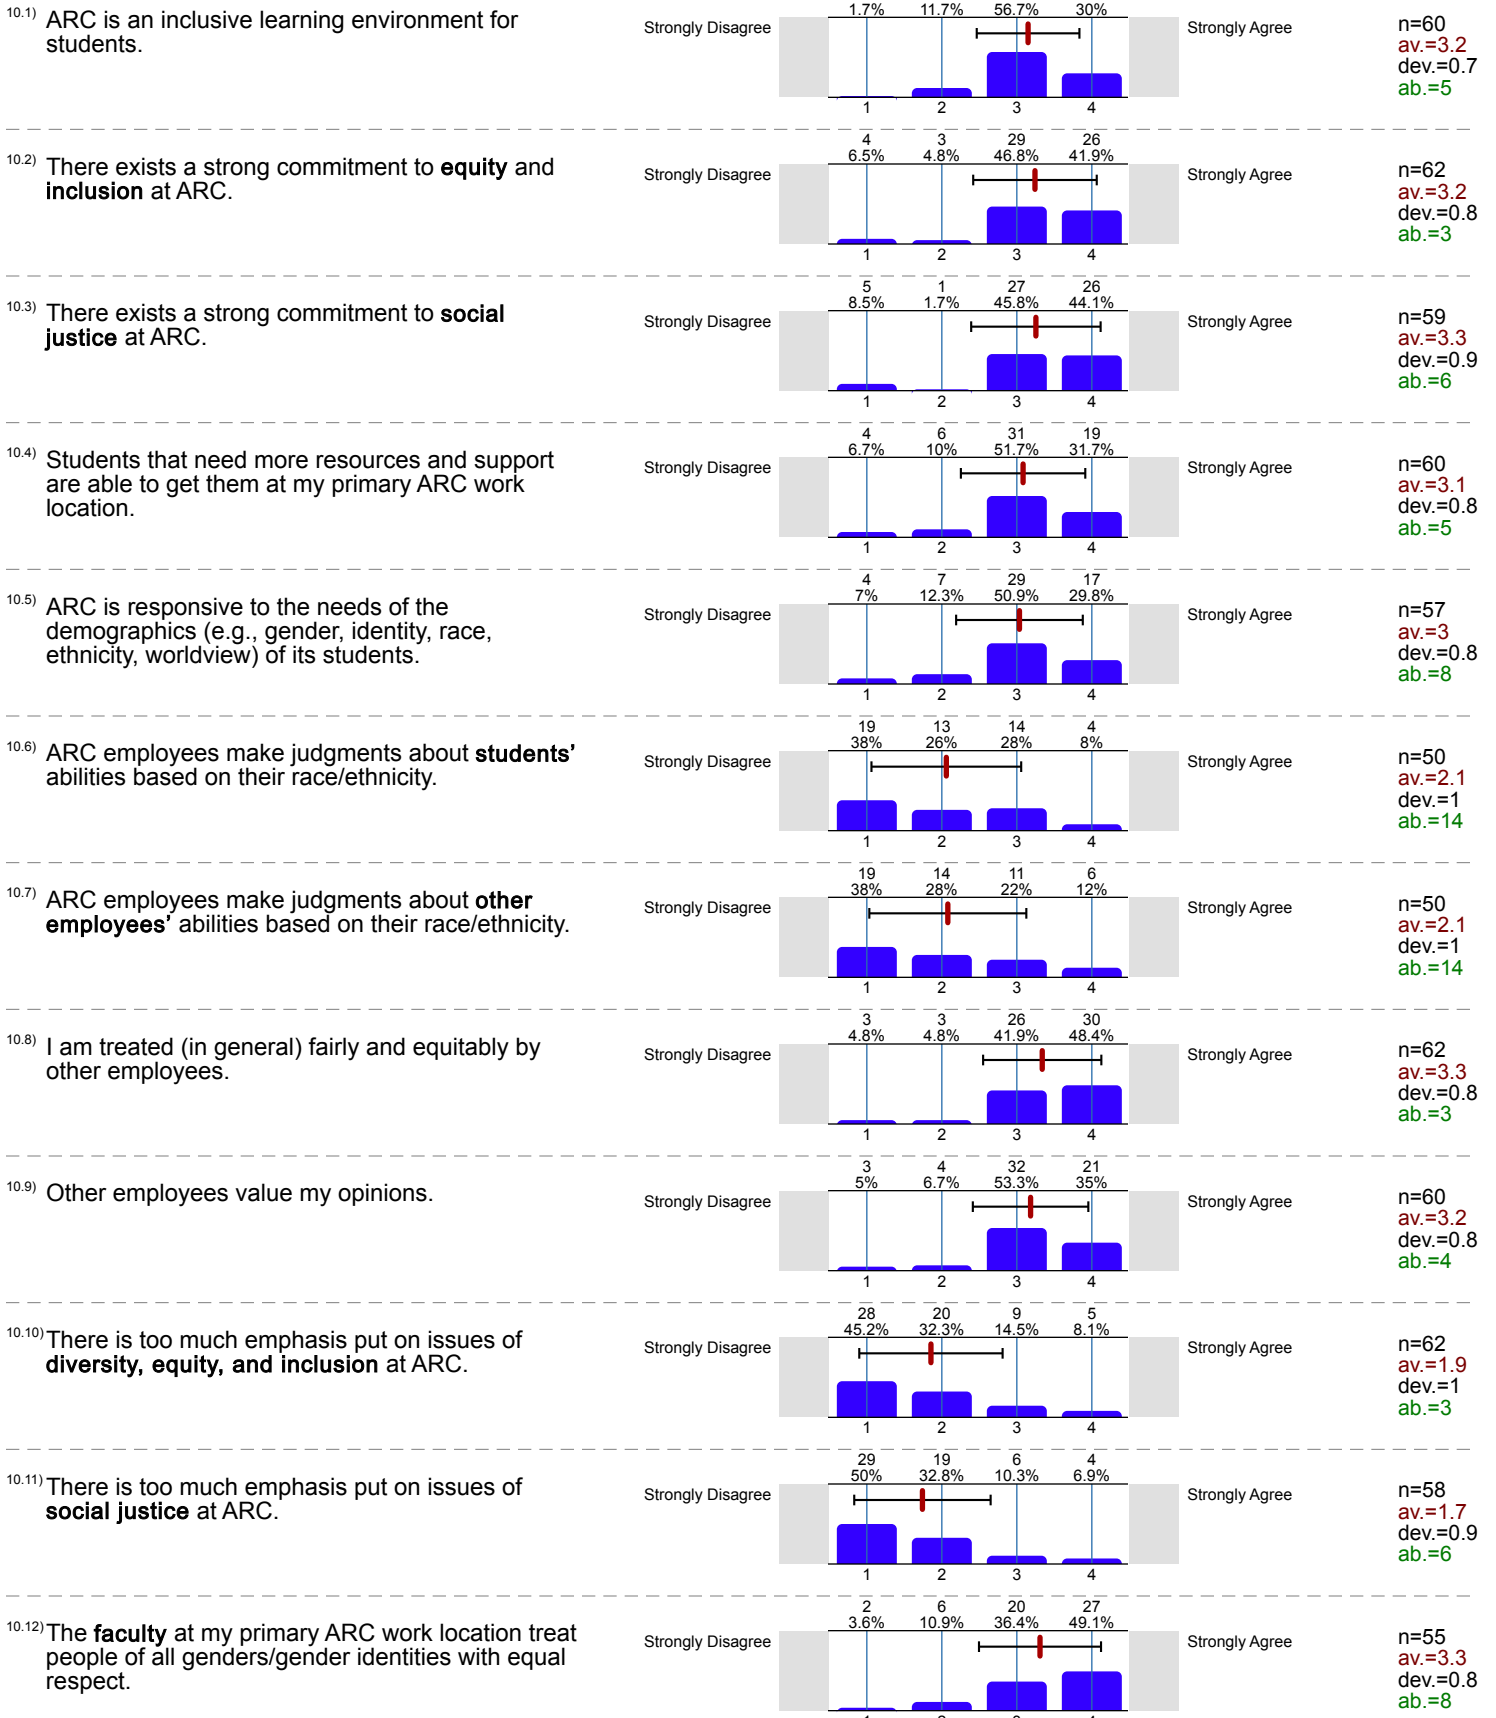 10.1) ARC is an inclusive learning environment for
students.
Strongly Disagree
1.7% 11.7% 56.7% 30%
1 2 3 4
Strongly Agree
n=60
av.=3.2
dev.=0.7
ab.=5
10.2) There exists a strong commitment to equity and
inclusion at ARC.
Strongly Disagree
4 3 29 26
6.5% 4.8% 46.8% 41.9%
1 2 3 4
Strongly Agree
n=62
av.=3.2
dev.=0.8
ab.=3
10.3) There exists a strong commitment to social
justice at ARC.
Strongly Disagree
5 1 27 26
8.5% 1.7% 45.8% 44.1%
1 2 3 4
Strongly Agree
n=59
av.=3.3
dev.=0.9
ab.=6
10.4) Students that need more resources and support
are able to get them at my primary ARC work
location.
Strongly Disagree
4 6 31 19
6.7% 10% 51.7% 31.7%
1 2 3 4
Strongly Agree
n=60
av.=3.1
dev.=0.8
ab.=5
10.5) ARC is responsive to the needs of the
demographics (e.g., gender, identity, race,
ethnicity, worldview) of its students.
Strongly Disagree
4 7 29 17
7% 12.3% 50.9% 29.8%
1 2 3 4
Strongly Agree
n=57
av.=3
dev.=0.8
ab.=8
10.6) ARC employees make judgments about students’
abilities based on their race/ethnicity.
Strongly Disagree
19 13 14 4
38% 26% 28% 8%
1 2 3 4
Strongly Agree
n=50
av.=2.1
dev.=1
ab.=14
10.7) ARC employees make judgments about other
employees’ abilities based on their race/ethnicity.
Strongly Disagree
19 14 11 6
38% 28% 22% 12%
1 2 3 4
Strongly Agree
n=50
av.=2.1
dev.=1
ab.=14
10.8) I am treated (in general) fairly and equitably by
other employees.
Strongly Disagree
3 3 26 30
4.8% 4.8% 41.9% 48.4%
1 2 3 4
Strongly Agree
n=62
av.=3.3
dev.=0.8
ab.=3
10.9) Other employees value my opinions.
Strongly Disagree
3 4 32 21
5% 6.7% 53.3% 35%
1 2 3 4
Strongly Agree
n=60
av.=3.2
dev.=0.8
ab.=4
10.10) There is too much emphasis put on issues of
diversity, equity, and inclusion at ARC.
Strongly Disagree
28 20 9 5
45.2% 32.3% 14.5% 8.1%
1 2 3 4
Strongly Agree
n=62
av.=1.9
dev.=1
ab.=3
10.11) There is too much emphasis put on issues of
social justice at ARC.
Strongly Disagree
29 19 6 4
50% 32.8% 10.3% 6.9%
1 2 3 4
Strongly Agree
n=58
av.=1.7
dev.=0.9
ab.=6
10.12) The faculty at my primary ARC work location treat
people of all genders/gender identities with equal
respect.
Strongly Disagree
2 6 20 27
3.6% 10.9% 36.4% 49.1%
Strongly Agree
n=55
av.=3.3
dev.=0.8
ab.=8